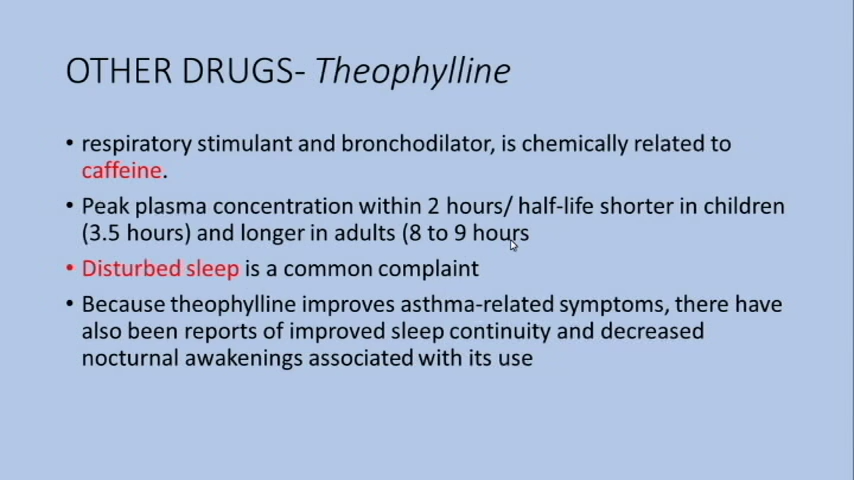 OTHER DRUGS- Theophylline
• respiratory stimulant and bronchodilator, is chemically related to
caffeine.
• Peak plasma concentration within 2 hours/ half-life shorter in children
(3.5 hours) and longer in adults (8 to 9 hours
• Disturbed sleep is a common complaint
• Because theophylline improves asthma-related symptoms, there have
also been reports of improved sleep continuity and decreased
nocturnal awakenings associated with its use